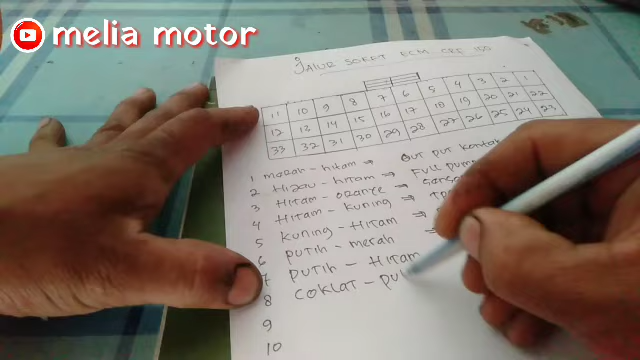 melia motor
JALUR SOKET ECM CRF 150
11 10 9 8 7 6 5 4 3 2 1
12 13 14 15 16 17 18 19 20 21 22
33 32 31 30 29 28 27 26 25 24 23
1 merah - hitam → OUT PUT KONTAK
2 HIJAU - hitam → FULL PUMP
3 HITAM - orange →
4 HITAM - kuning →
5 kuning - HITAM →
6 PUTIH - merah
7 PUTIH - HITAM
8 COKLAT - PU
9
10